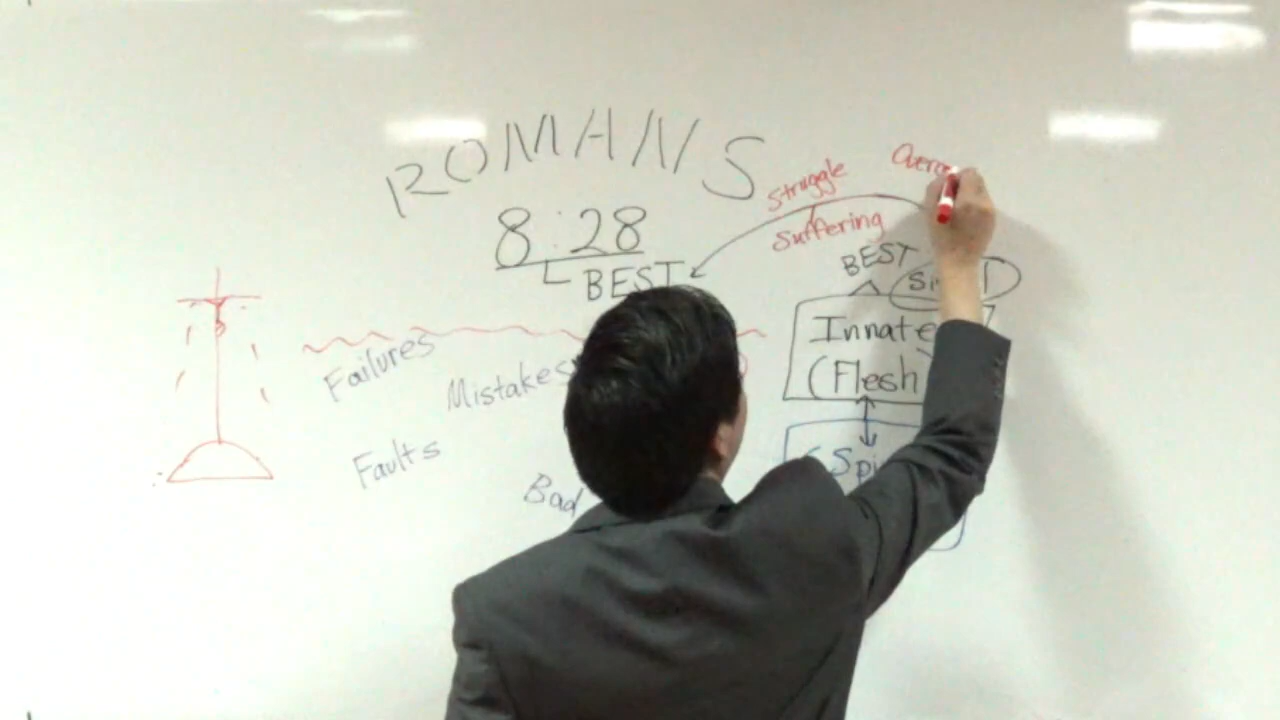 ROMANS
8:28
BEST
Struggle
Suffering
BEST
Innate
(Flesh
Failures
Mistakes
Faults
Bad